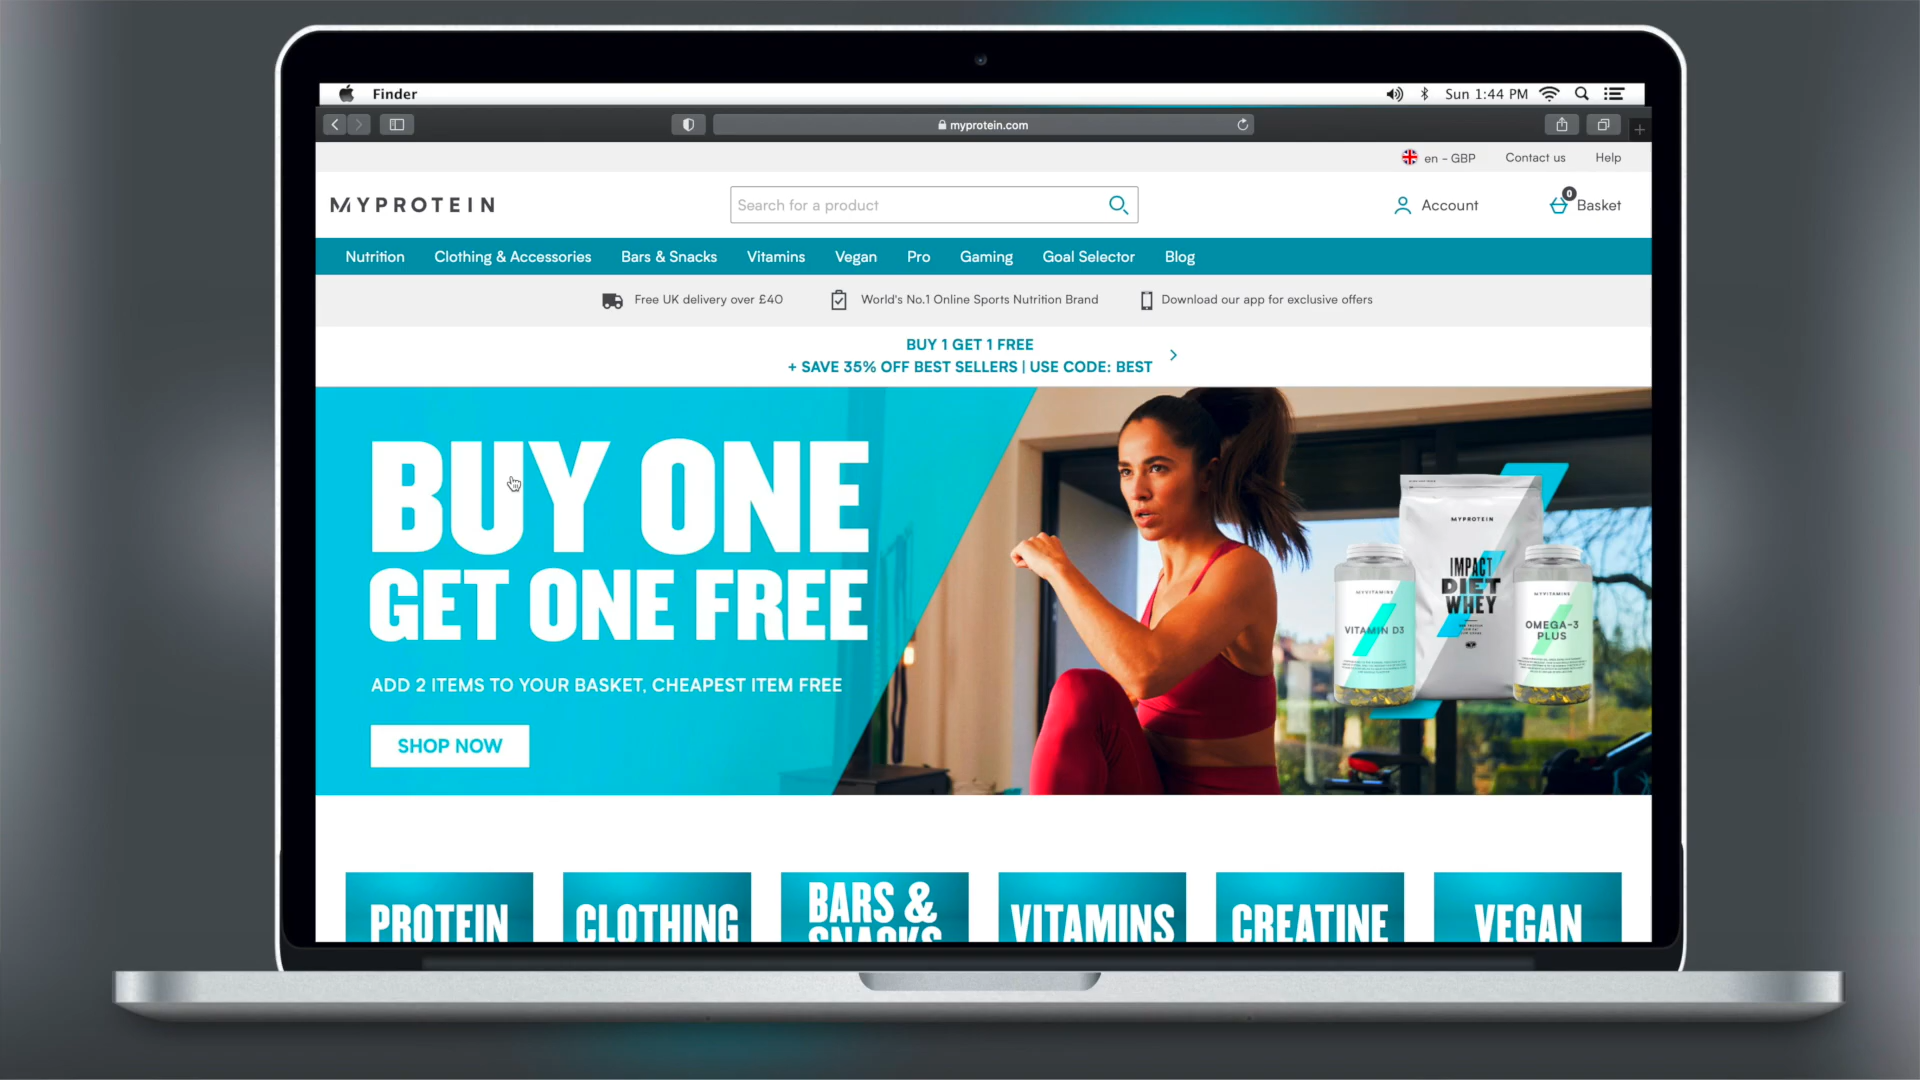 Finder
Sun 1:44 PM
myprotein.com
en - GBP Contact us Help
MYPROTEIN
Search for a product
Account
0
Basket
Nutrition Clothing & Accessories Bars & Snacks Vitamins Vegan Pro Gaming Goal Selector Blog
Free UK delivery over £40
World's No.1 Online Sports Nutrition Brand
Download our app for exclusive offers
BUY 1 GET 1 FREE
+ SAVE 35% OFF BEST SELLERS | USE CODE: BEST
BUY ONE
GET ONE FREE
ADD 2 ITEMS TO YOUR BASKET, CHEAPEST ITEM FREE
SHOP NOW
MYPROTEIN
IMPACT
DIET
WHEY
MYVITAMINS
VITAMIN D3
MYVITAMINS
OMEGA-3
PLUS
PROTEIN
CLOTHING
BARS &
SNACKS
VITAMINS
CREATINE
VEGAN